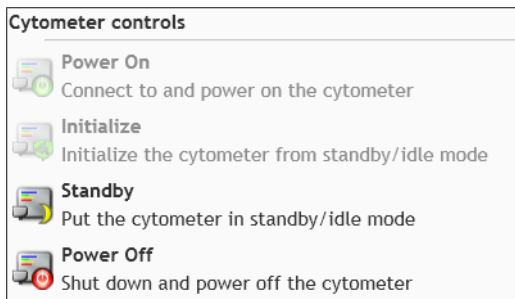 Cytometer controls
Power On
Connect to and power on the cytometer
Initialize
Initialize the cytometer from standby/idle mode
Standby
Put the cytometer in standby/idle mode
Power Off
Shut down and power off the cytometer